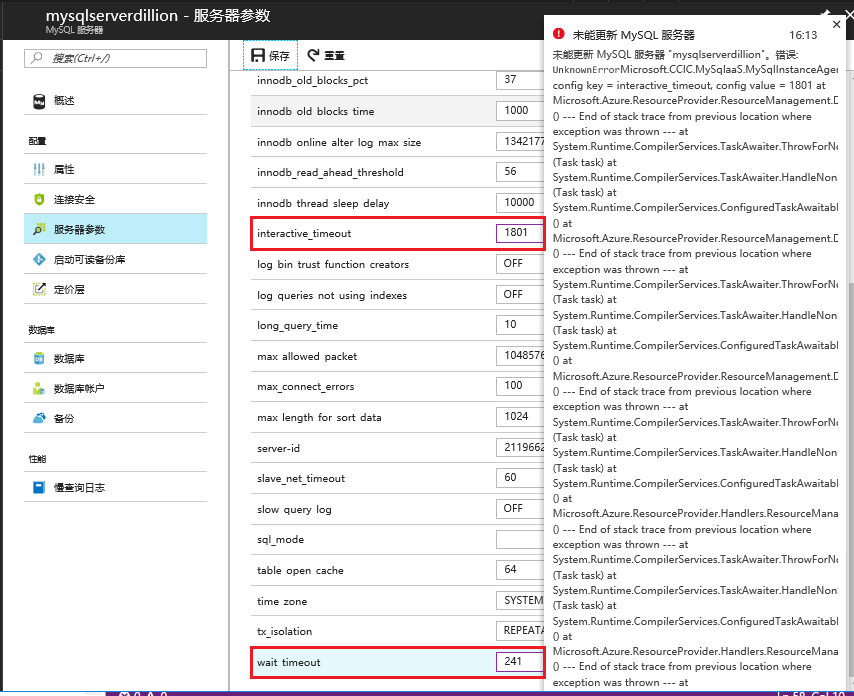 mysqlserverdillion - 服务器参数
MySQL 服务器
搜索(Ctrl+/)
概述
配置
属性
连接安全
服务器参数
启动可读备份库
定价层
数据库
数据库
数据库帐户
备份
性能
慢查询日志
保存
重置
innodb_old_blocks_pct 37
innodb old blocks time 1000
innodb online alter log max size 1342177
innodb_read_ahead_threshold 56
innodb thread sleep delay 10000
interactive_timeout 1801
log bin trust function creators OFF
log queries not using indexes OFF
long_query_time 10
max allowed packet 1048576
max_connect_errors 100
max length for sort data 1024
server-id 2119662
slave_net_timeout 60
slow query log OFF
sql_mode
table open cache 64
time zone SYSTEM
tx_isolation REPEATA
wait timeout 241
未能更新 MySQL 服务器
16:13
未能更新 MySQL 服务器 "mysqlserverdillion"。错误:
UnknownErrorMicrosoft.CCIC.MySqlaaS.MySqlInstanceAgen
config key = interactive_timeout, config value = 1801 at
Microsoft.Azure.ResourceProvider.ResourceManagement.D
() --- End of stack trace from previous location where
exception was thrown --- at
System.Runtime.CompilerServices.TaskAwaiter.ThrowForNo
(Task task) at
System.Runtime.CompilerServices.TaskAwaiter.HandleNon
(Task task) at
System.Runtime.CompilerServices.ConfiguredTaskAwaitabl
() at
Microsoft.Azure.ResourceProvider.ResourceManagement.D
() --- End of stack trace from previous location where
exception was thrown --- at
System.Runtime.CompilerServices.TaskAwaiter.ThrowForNo
(Task task) at
System.Runtime.CompilerServices.TaskAwaiter.HandleNon
(Task task) at
System.Runtime.CompilerServices.ConfiguredTaskAwaitabl
() at
Microsoft.Azure.ResourceProvider.ResourceManagement.D
() --- End of stack trace from previous location where
exception was thrown --- at
System.Runtime.CompilerServices.TaskAwaiter.ThrowForNo
(Task task) at
System.Runtime.CompilerServices.TaskAwaiter.HandleNon
(Task task) at
System.Runtime.CompilerServices.ConfiguredTaskAwaitabl
() at
Microsoft.Azure.ResourceProvider.Handlers.ResourceMana
() --- End of stack trace from previous location where
exception was thrown --- at
System.Runtime.CompilerServices.TaskAwaiter.ThrowForNo
(Task task) at
System.Runtime.CompilerServices.TaskAwaiter.HandleNon
(Task task) at
System.Runtime.CompilerServices.ConfiguredTaskAwaitabl
() at
Microsoft.Azure.ResourceProvider.Handlers.ResourceMana
() --- End of stack trace from previous location where
exception was thrown --- at